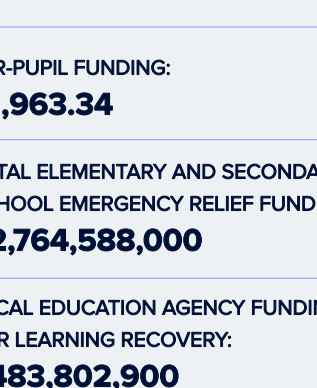 R-PUPIL FUNDING:
,963.34
TAL ELEMENTARY AND SECONDA
HOOL EMERGENCY RELIEF FUND
2,764,588,000
CAL EDUCATION AGENCY FUNDIN
R LEARNING RECOVERY:
483,802,900